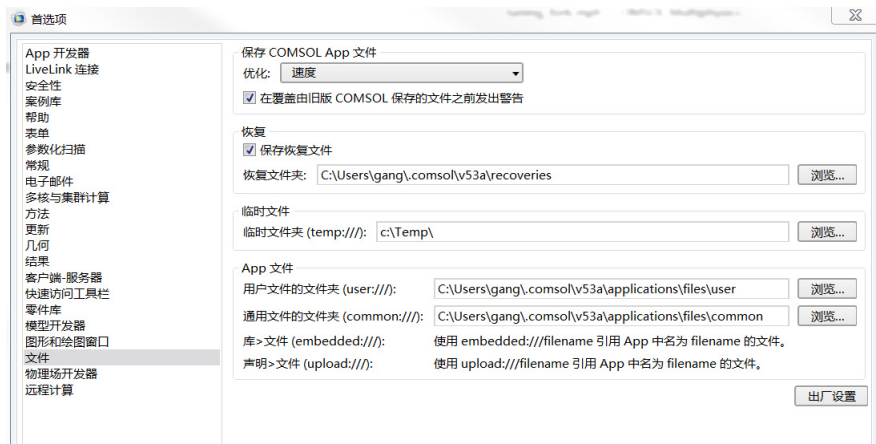 首选项
App 开发器
LiveLink 连接
安全性
案例库
帮助
表单
参数化扫描
常规
电子邮件
多核与集群计算
方法
更新
几何
结果
客户端-服务器
快速访问工具栏
零件库
模型开发器
图形和绘图窗口
文件
物理场开发器
远程计算
保存 COMSOL App 文件
优化: 速度
在覆盖由旧版 COMSOL 保存的文件之前发出警告
恢复
保存恢复文件
恢复文件夹: C:\Users\gang\.comsol\v53a\recoveries 浏览...
临时文件
临时文件夹 (temp:///): c:\Temp\ 浏览...
App 文件
用户文件的文件夹 (user:///): C:\Users\gang\.comsol\v53a\applications\files\user 浏览...
通用文件的文件夹 (common:///): C:\Users\gang\.comsol\v53a\applications\files\common 浏览...
库>文件 (embedded:///): 使用 embedded:///filename 引用 App 中名为 filename 的文件。
声明>文件 (upload:///): 使用 upload:///filename 引用 App 中名为 filename 的文件。
出厂设置